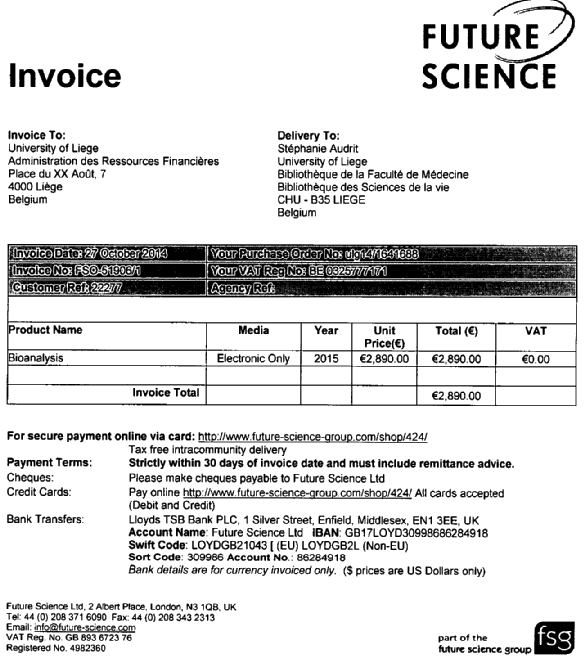 FUTURE
SCIENCE
Invoice
Invoice To:
University of Liege
Administration des Ressources Financières
Place du XX Août, 7
4000 Liège
Belgium
Delivery To:
Stéphanie Audrit
University of Liege
Bibliothèque de la Faculté de Médecine
Bibliothèque des Sciences de la vie
CHU - B35 LIEGE
Belgium
Invoice Date: 27 October 2014 Your Purchase Order No: ulg14/1641688
Invoice No: FSO-51906/1 Your VAT Reg No: BE 0325777171
Customer Ref: 22277 Agency Ref:
Product Name Media Year Unit Price(€) Total (€) VAT
Bioanalysis Electronic Only 2015 €2,890.00 €2,890.00 €0.00
Invoice Total €2,890.00
For secure payment online via card: http://www.future-science-group.com/shop/424/
Tax free intracommunity delivery
Payment Terms: Strictly within 30 days of invoice date and must include remittance advice.
Cheques: Please make cheques payable to Future Science Ltd
Credit Cards: Pay online http://www.future-science-group.com/shop/424/ All cards accepted
(Debit and Credit)
Bank Transfers: Lloyds TSB Bank PLC, 1 Silver Street, Enfield, Middlesex, EN1 3EE, UK
Account Name: Future Science Ltd IBAN: GB17LOYD30998686284918
Swift Code: LOYDGB21043 [ (EU) LOYDGB2L (Non-EU)
Sort Code: 309986 Account No.: 86284918
Bank details are for currency invoiced only. ($ prices are US Dollars only)
Future Science Ltd, 2 Albert Place, London, N3 1QB, UK
Tel: 44 (0) 208 371 6090 Fax: 44 (0) 208 343 2313
Email: info@future-science.com
VAT Reg. No. GB 893 6723 76
Registered No. 4982360
part of the
future science group
fsg